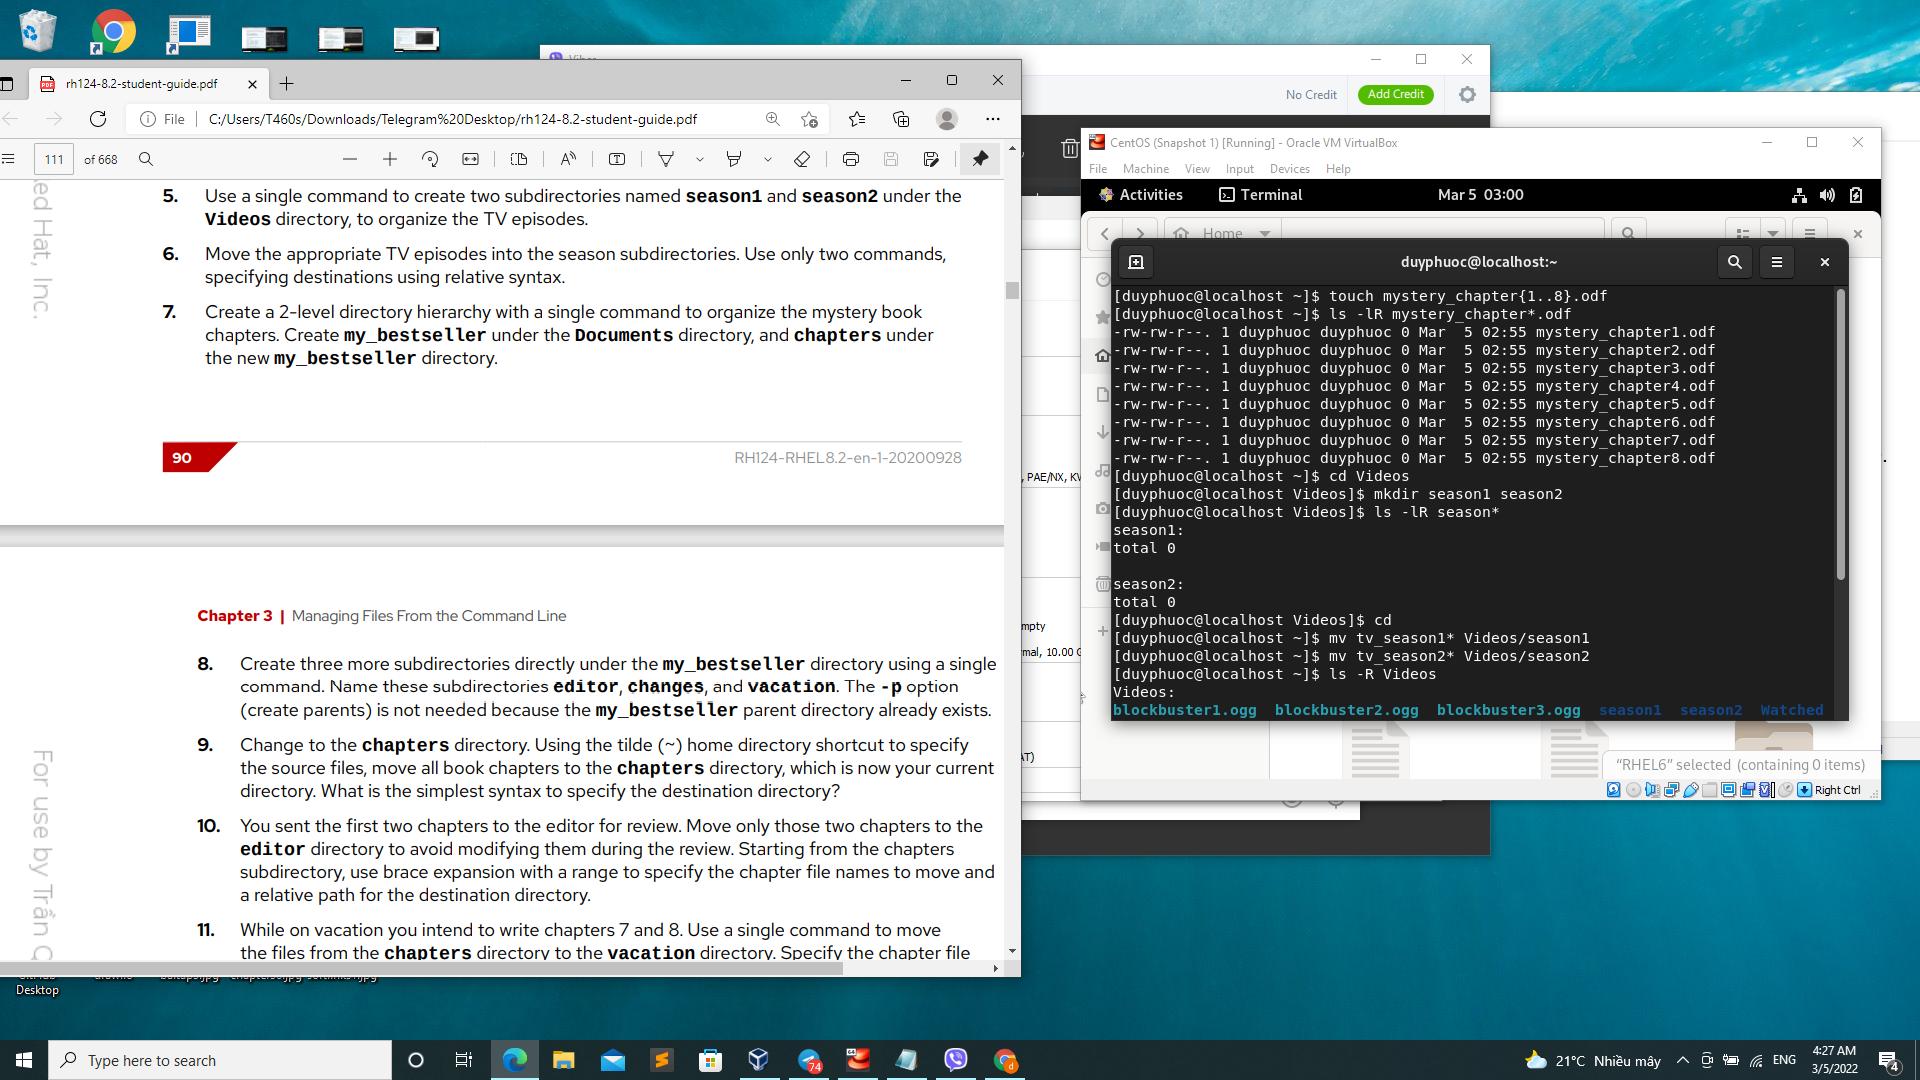 rh124-8.2-student-guide.pdf
File
C:/Users/T460s/Downloads/Telegram%20Desktop/rh124-8.2-student-guide.pdf
111 of 668
ed Hat, Inc.
5. Use a single command to create two subdirectories named season1 and season2 under the
Videos directory, to organize the TV episodes.
6. Move the appropriate TV episodes into the season subdirectories. Use only two commands,
specifying destinations using relative syntax.
7. Create a 2-level directory hierarchy with a single command to organize the mystery book
chapters. Create my_bestseller under the Documents directory, and chapters under
the new my_bestseller directory.
90
RH124-RHEL8.2-en-1-20200928
Chapter 3 | Managing Files From the Command Line
8. Create three more subdirectories directly under the my_bestseller directory using a single
command. Name these subdirectories editor, changes, and vacation. The -p option
(create parents) is not needed because the my_bestseller parent directory already exists.
9. Change to the chapters directory. Using the tilde (~) home directory shortcut to specify
the source files, move all book chapters to the chapters directory, which is now your current
directory. What is the simplest syntax to specify the destination directory?
10. You sent the first two chapters to the editor for review. Move only those two chapters to the
editor directory to avoid modifying them during the review. Starting from the chapters
subdirectory, use brace expansion with a range to specify the chapter file names to move and
a relative path for the destination directory.
11. While on vacation you intend to write chapters 7 and 8. Use a single command to move
the files from the chapters directory to the vacation directory. Specify the chapter file
For use by Trần Q
Desktop
No Credit
Add Credit
, PAE/NX, KV
mpty
rmal, 10.00 G
AT)
CentOS (Snapshot 1) [Running] - Oracle VM VirtualBox
File Machine View Input Devices Help
Activities Terminal Mar 5 03:00
Home
duyphuoc@localhost:~
[duyphuoc@localhost ~]$ touch mystery_chapter{1..8}.odf
[duyphuoc@localhost ~]$ ls -lR mystery_chapter*.odf
-rw-rw-r--. 1 duyphuoc duyphuoc 0 Mar  5 02:55 mystery_chapter1.odf
-rw-rw-r--. 1 duyphuoc duyphuoc 0 Mar  5 02:55 mystery_chapter2.odf
-rw-rw-r--. 1 duyphuoc duyphuoc 0 Mar  5 02:55 mystery_chapter3.odf
-rw-rw-r--. 1 duyphuoc duyphuoc 0 Mar  5 02:55 mystery_chapter4.odf
-rw-rw-r--. 1 duyphuoc duyphuoc 0 Mar  5 02:55 mystery_chapter5.odf
-rw-rw-r--. 1 duyphuoc duyphuoc 0 Mar  5 02:55 mystery_chapter6.odf
-rw-rw-r--. 1 duyphuoc duyphuoc 0 Mar  5 02:55 mystery_chapter7.odf
-rw-rw-r--. 1 duyphuoc duyphuoc 0 Mar  5 02:55 mystery_chapter8.odf
[duyphuoc@localhost ~]$ cd Videos
[duyphuoc@localhost Videos]$ mkdir season1 season2
[duyphuoc@localhost Videos]$ ls -lR season*
season1:
total 0
season2:
total 0
[duyphuoc@localhost Videos]$ cd
[duyphuoc@localhost ~]$ mv tv_season1* Videos/season1
[duyphuoc@localhost ~]$ mv tv_season2* Videos/season2
[duyphuoc@localhost ~]$ ls -R Videos
Videos:
blockbuster1.ogg  blockbuster2.ogg  blockbuster3.ogg  season1  season2  Watched
“RHEL6” selected (containing 0 items)
Right Ctrl
Type here to search
74
21°C Nhiều mây
ENG
4:27 AM
3/5/2022
4